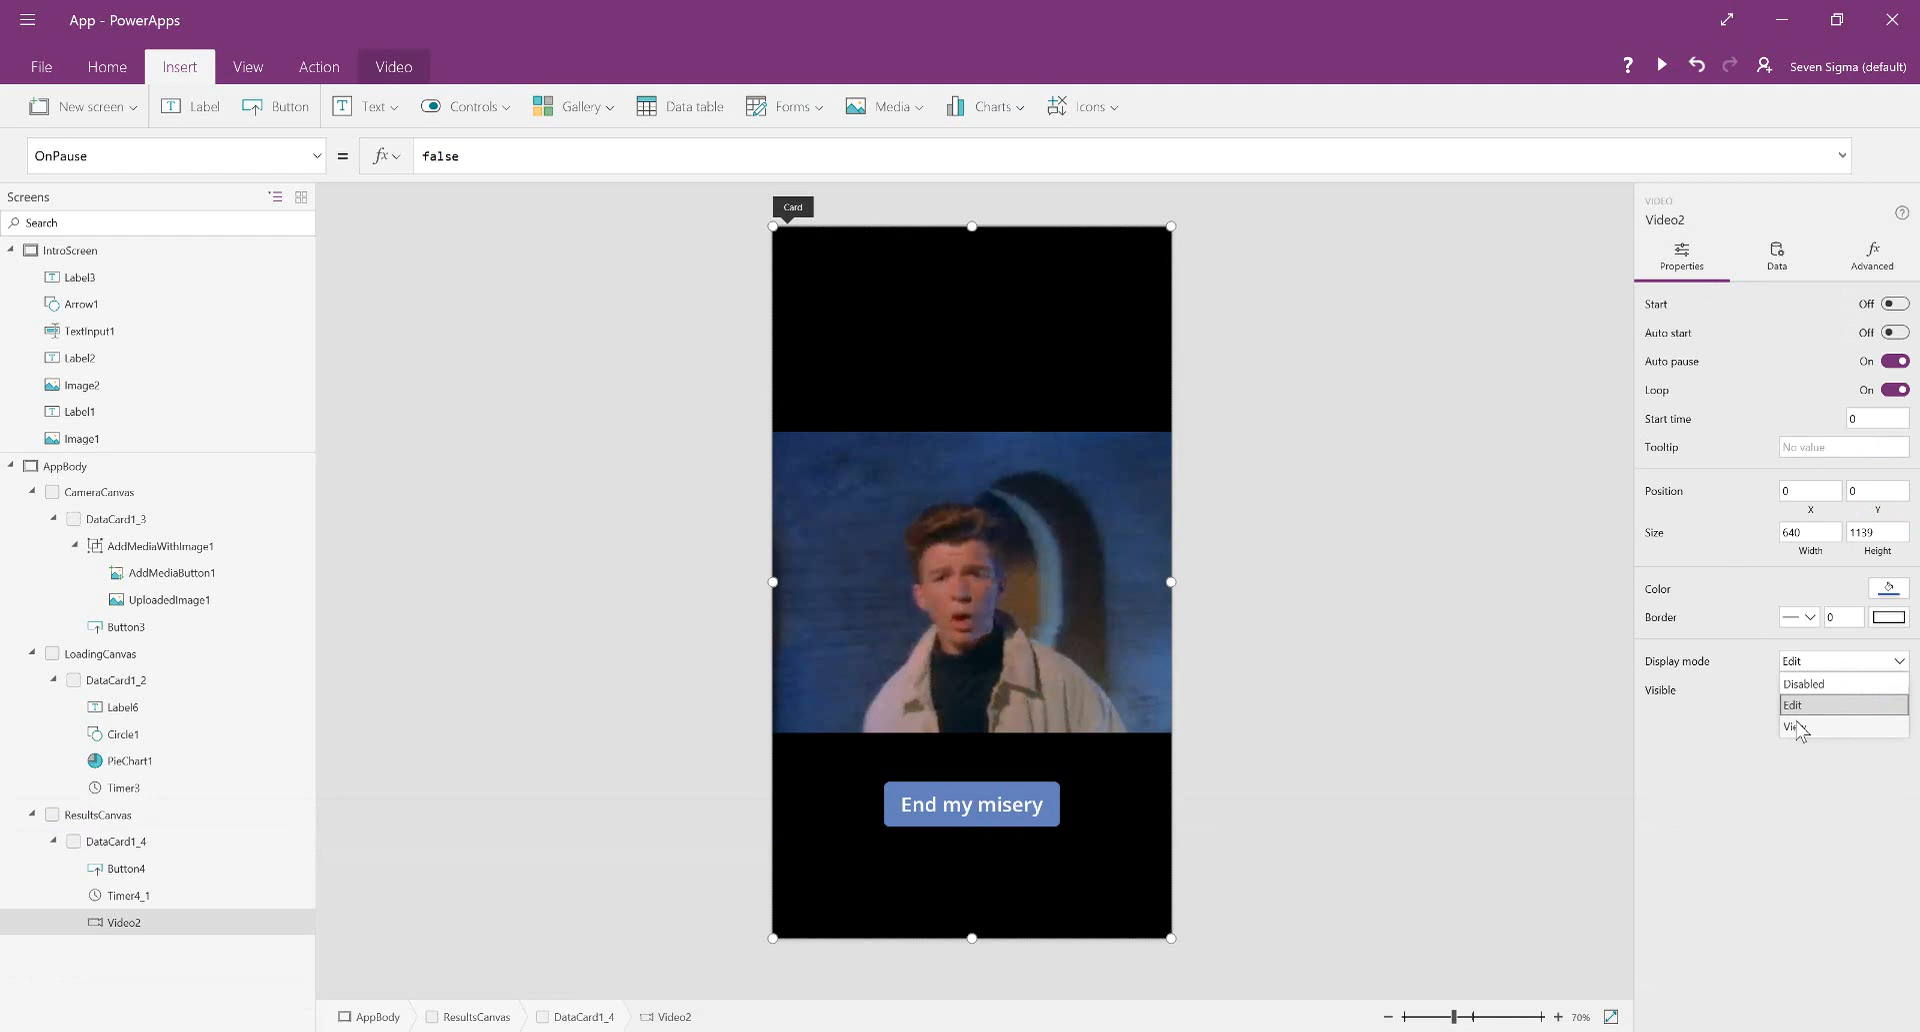 App - PowerApps
File Home Insert View Action Video
? Seven Sigma (default)
New screen Label Button Text Controls Gallery Data table Forms Media Charts Icons
OnPause = fx false
Screens
Search
IntroScreen
Label3
Arrow1
TextInput1
Label2
Image2
Label1
Image1
AppBody
CameraCanvas
DataCard1_3
AddMediaWithImage1
AddMediaButton1
UploadedImage1
Button3
LoadingCanvas
DataCard1_2
Label6
Circle1
PieChart1
Timer3
ResultsCanvas
DataCard1_4
Button4
Timer4_1
Video2
Card
End my misery
AppBody ResultsCanvas DataCard1_4 Video2
70%
VIDEO
Video2
?
fx
Properties Data Advanced
Start Off
Auto start Off
Auto pause On
Loop On
Start time 0
Tooltip No value
Position 0 0
X Y
Size 640 1139
Width Height
Color
Border 0
Display mode Edit
Disabled
Visible
Edit